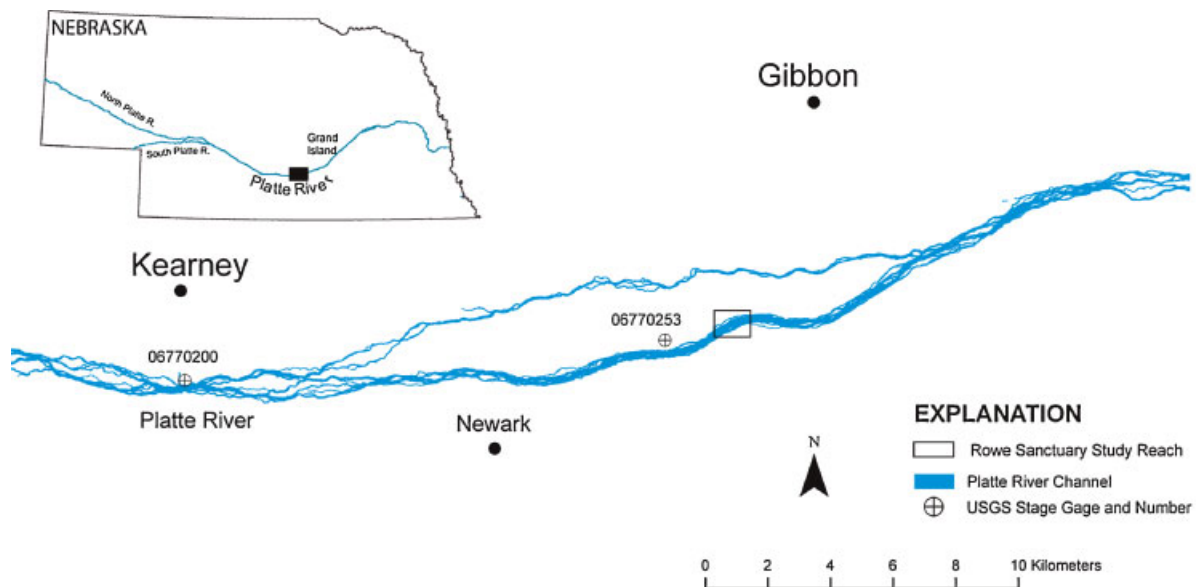 NEBRASKA
North Platte R.
South Platte R.
Grand
Island
Platte River
Gibbon
Kearney
06770253
06770200
Platte River
Newark
EXPLANATION
Rowe Sanctuary Study Reach
Platte River Channel
USGS Stage Gage and Number
N
0 2 4 6 8 10 Kilometers